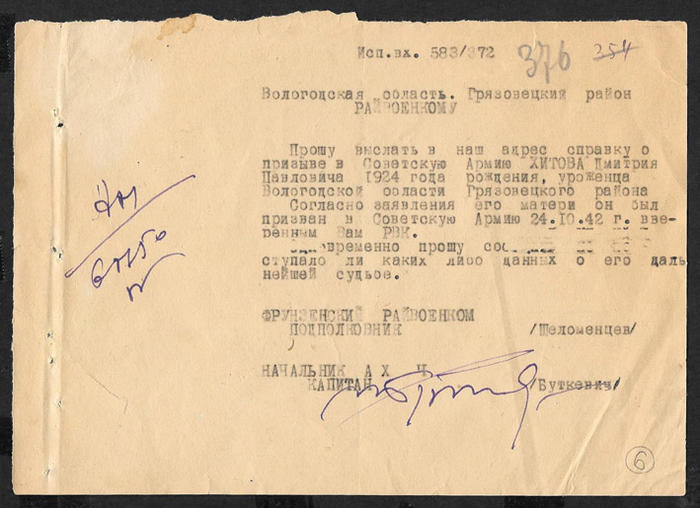 Исп.вх. 583/372 376 354
Вологодская область. Грязовецкий район
РАЙВОЕНКОМУ
Прошу выслать в наш адрес справку о
призыве в Советскую Армию ХИТОВА Дмитрия
Павловича 1924 года рождения, уроженца
Вологодской области Грязовецкого района
Согласно заявления его матери он был
призван в Советскую Армию 24.10.42 г. вве-
ренным Вам РВК.
Одновременно прошу
ступало ли каких либо данных о его даль
нейшей судьбе.
ФРУНЗЕНСКИЙ РАЙВОЕНКОМ
ПОДПОЛКОВНИК /Шеломенцев/
НАЧАЛЬНИК А Х Ч
КАПИТАН /Буткевич/
6